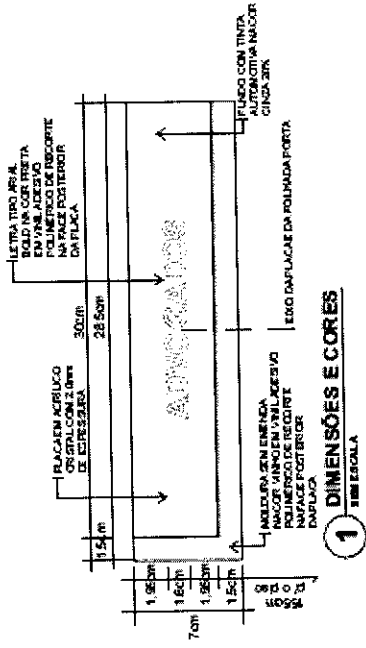 PLACA EM ACRÍLICO
CRISTAL COM 2.0mm
DE ESPESSURA
LETRA TIPO ARIAL
BOLD NA COR PRETA
EM VINIL ADESIVO
POLIMÉRICO DE RECORTE
NA FACE POSTERIOR
DA PLACA
30cm
28.5cm
1.5cm
FUNDO COM TINTA
AUTOMOTIVA NA COR
CINZA 20%
1.95cm
1.6cm
1.95cm
1.5cm
7cm
155cm
EIXO DA PLACA E DA FOLHA DA PORTA
MOLDURA SEM EMENDA
NA COR VINHO EM VINIL ADESIVO
POLIMÉRICO DE RECORTE
NA FACE POSTERIOR
DA PLACA
1 DIMENSÕES E CORES
SEM ESCALA